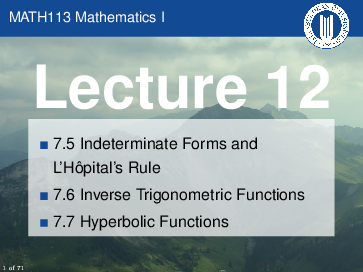 MATH113 Mathematics I
Lecture 12
7.5 Indeterminate Forms and
L'Hôpital's Rule
7.6 Inverse Trigonometric Functions
7.7 Hyperbolic Functions
1 of 71